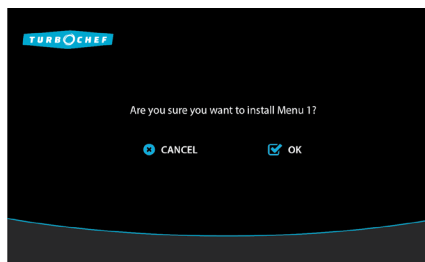 TURBOCHEF
Are you sure you want to install Menu 1?
CANCEL
OK